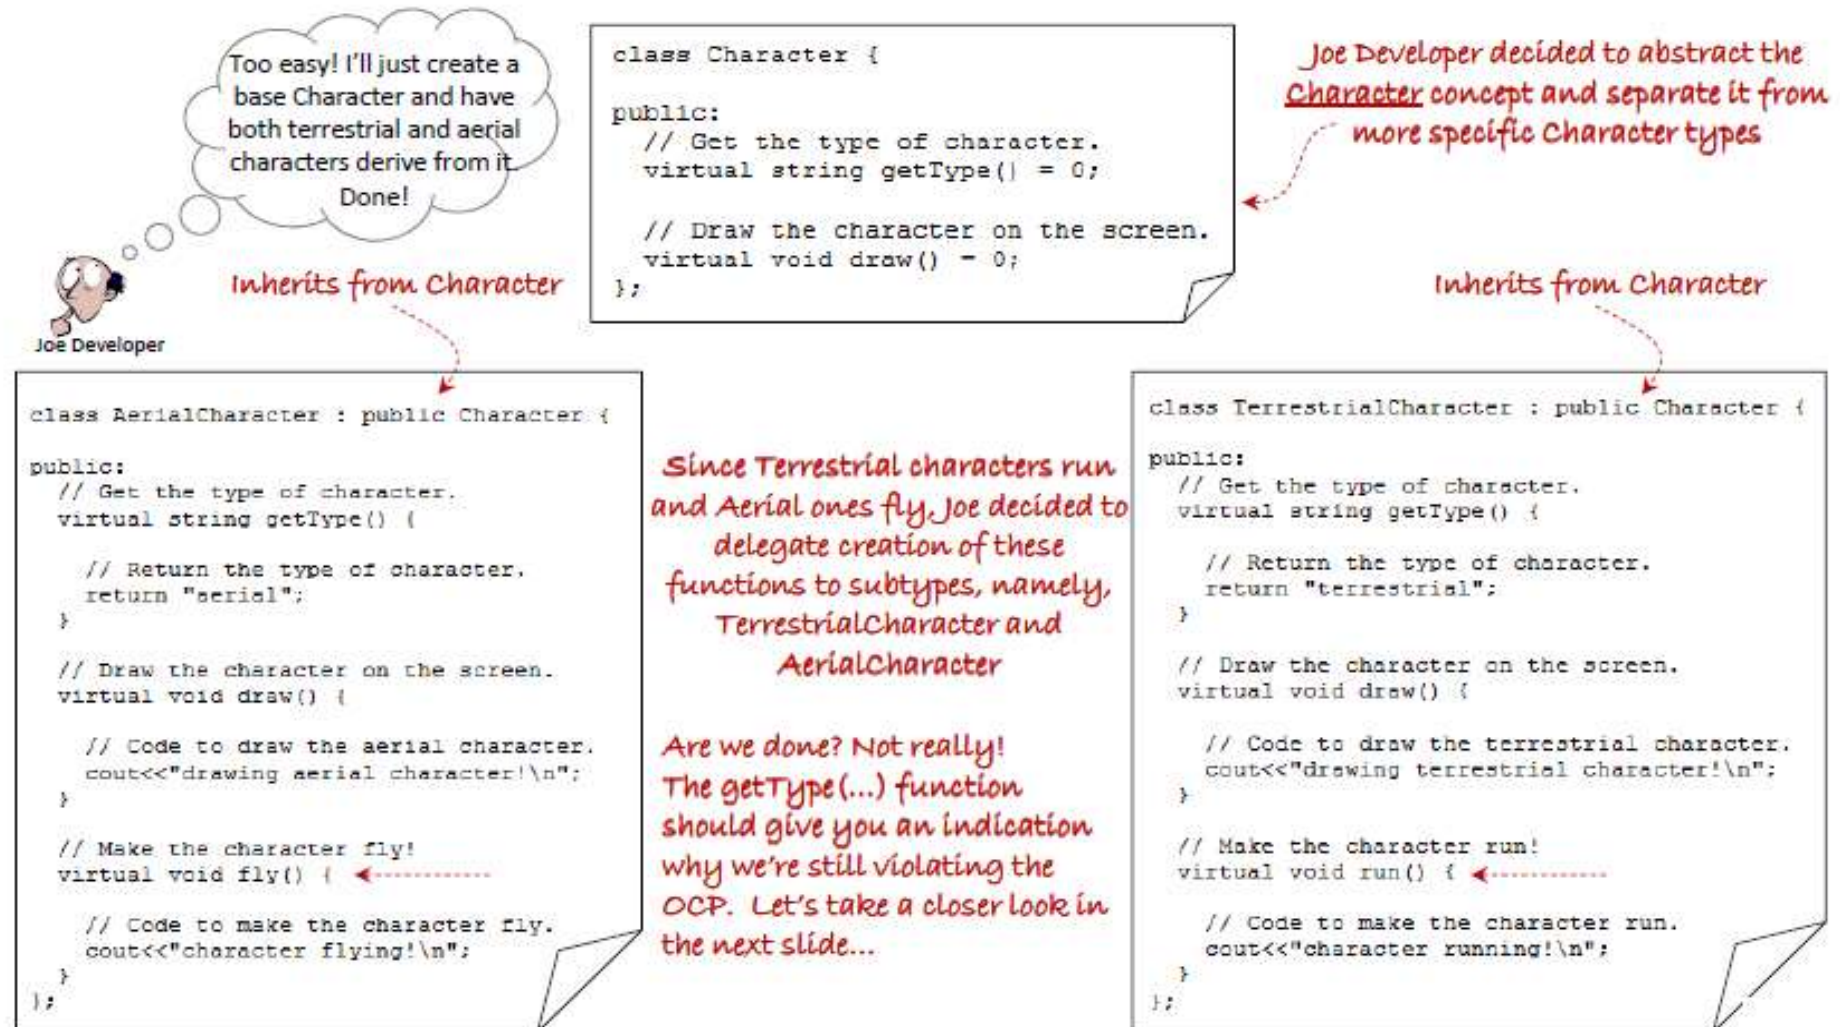 Too easy! I'll just create a
base Character and have
both terrestrial and aerial
characters derive from it.
Done!
Joe Developer
class Character {
public:
// Get the type of character.
virtual string getType() = 0;
// Draw the character on the screen.
virtual void draw() = 0;
};
Joe Developer decided to abstract the
Character concept and separate it from
more specific Character types
Inherits from Character
Inherits from Character
class AerialCharacter : public Character {
public:
// Get the type of character.
virtual string getType() {
// Return the type of character.
return "aerial";
}
// Draw the character on the screen.
virtual void draw() {
// Code to draw the aerial character.
cout<<"drawing aerial character!\n";
}
// Make the character fly!
virtual void fly() {
// Code to make the character fly.
cout<<"character flying!\n";
}
};
Since Terrestrial characters run
and Aerial ones fly, Joe decided to
delegate creation of these
functions to subtypes, namely,
TerrestrialCharacter and
AerialCharacter
Are we done? Not really!
The getType(...) function
should give you an indication
why we're still violating the
OCP. Let's take a closer look in
the next slide...
class TerrestrialCharacter : public Character {
public:
// Get the type of character.
virtual string getType() {
// Return the type of character.
return "terrestrial";
}
// Draw the character on the screen.
virtual void draw() {
// Code to draw the terrestrial character.
cout<<"drawing terrestrial character!\n";
}
// Make the character run!
virtual void run() {
// Code to make the character run.
cout<<"character running!\n";
}
};